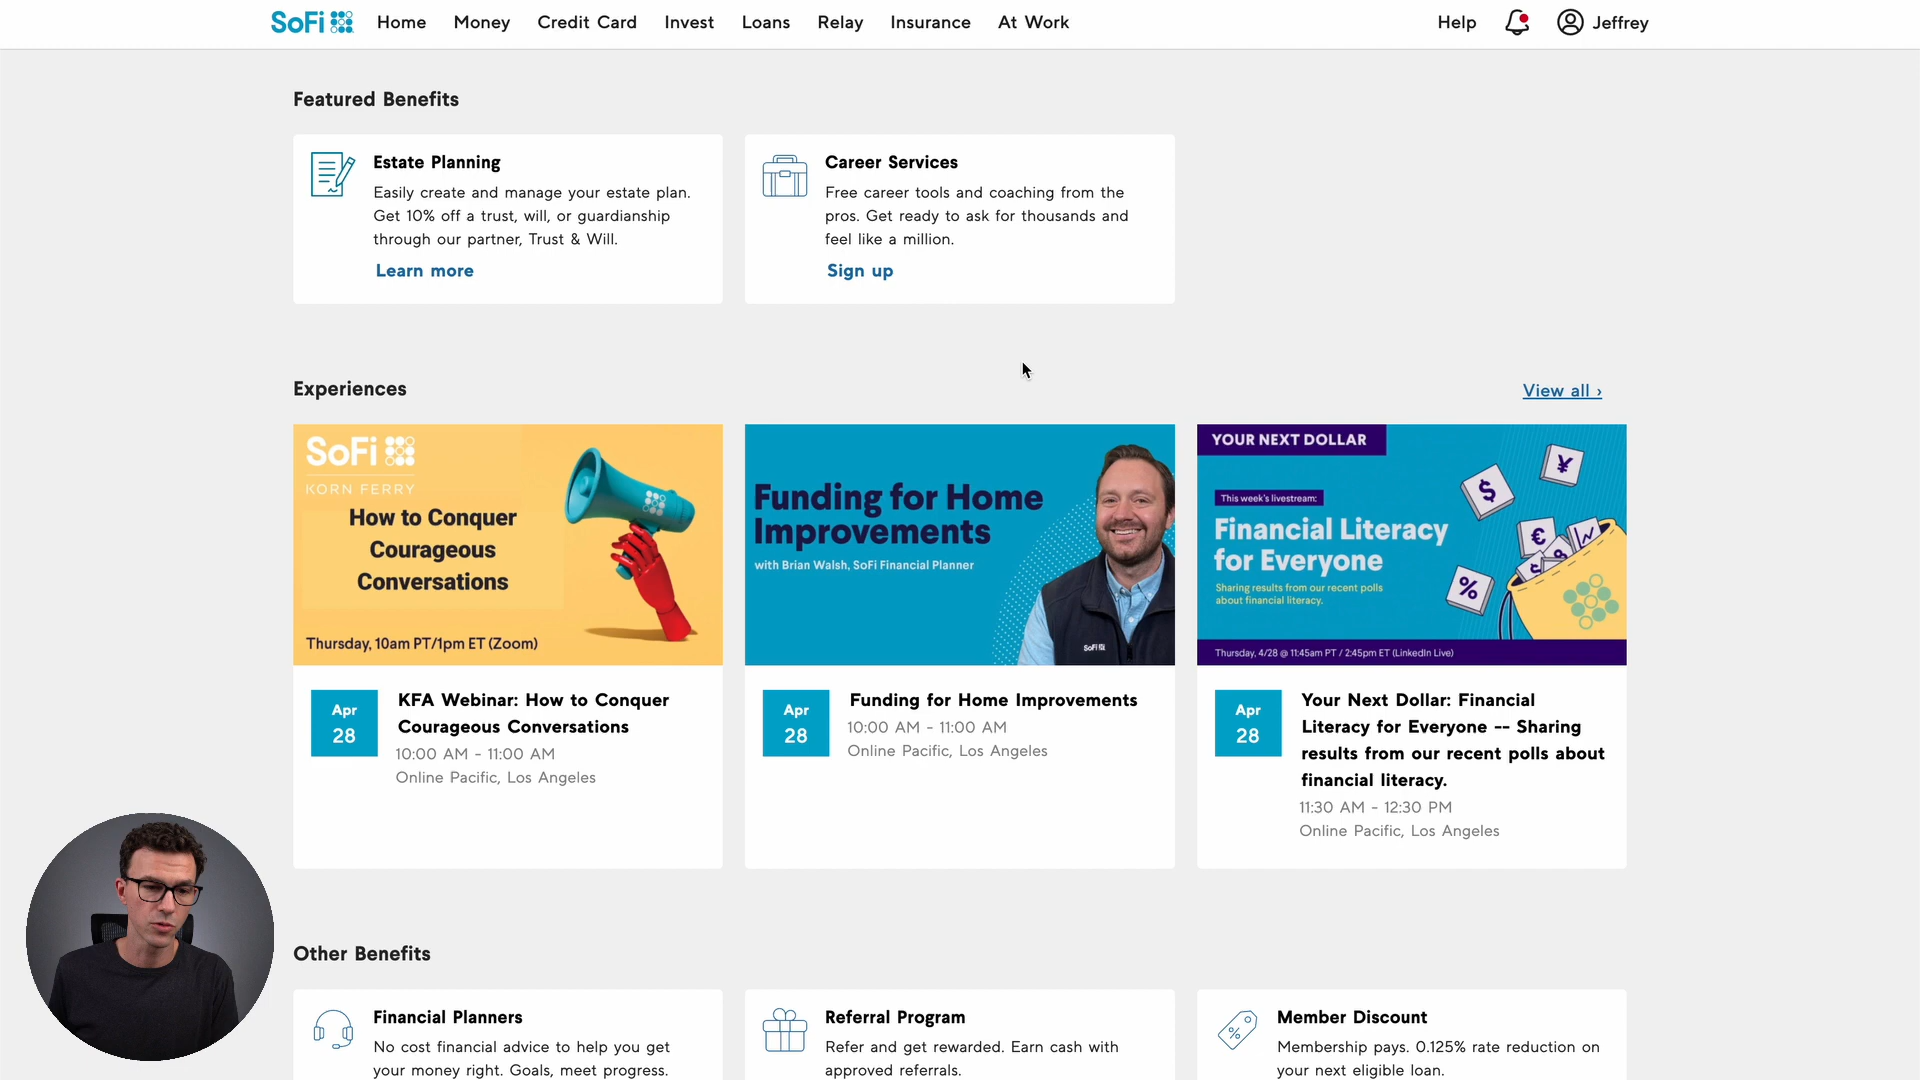 SoFi Home Money Credit Card Invest Loans Relay Insurance At Work Help Jeffrey
Featured Benefits
Estate Planning
Easily create and manage your estate plan.
Get 10% off a trust, will, or guardianship
through our partner, Trust & Will.
Learn more
Career Services
Free career tools and coaching from the
pros. Get ready to ask for thousands and
feel like a million.
Sign up
Experiences
View all ›
SoFi
KORN FERRY
How to Conquer
Courageous
Conversations
Thursday, 10am PT/1pm ET (Zoom)
Apr
28
KFA Webinar: How to Conquer
Courageous Conversations
10:00 AM - 11:00 AM
Online Pacific, Los Angeles
Funding for Home
Improvements
with Brian Walsh, SoFi Financial Planner
SoFi
Apr
28
Funding for Home Improvements
10:00 AM - 11:00 AM
Online Pacific, Los Angeles
YOUR NEXT DOLLAR
This week's livestream:
Financial Literacy
for Everyone
Sharing results from our recent polls
about financial literacy.
$
¥
€
%
Thursday, 4/28 @ 11:45am PT / 2:45pm ET (LinkedIn Live)
Apr
28
Your Next Dollar: Financial
Literacy for Everyone -- Sharing
results from our recent polls about
financial literacy.
11:30 AM - 12:30 PM
Online Pacific, Los Angeles
Other Benefits
Financial Planners
No cost financial advice to help you get
your money right. Goals, meet progress.
Referral Program
Refer and get rewarded. Earn cash with
approved referrals.
Member Discount
Membership pays. 0.125% rate reduction on
your next eligible loan.